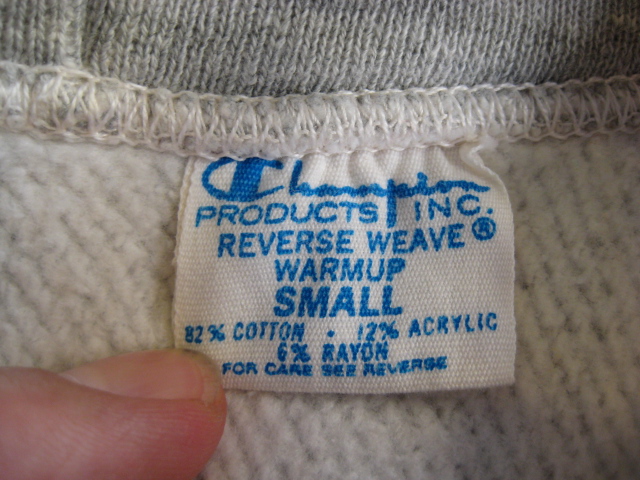 Champion
PRODUCTS INC.
REVERSE WEAVE®
WARMUP
SMALL
82% COTTON · 12% ACRYLIC
6% RAYON
FOR CARE SEE REVERSE